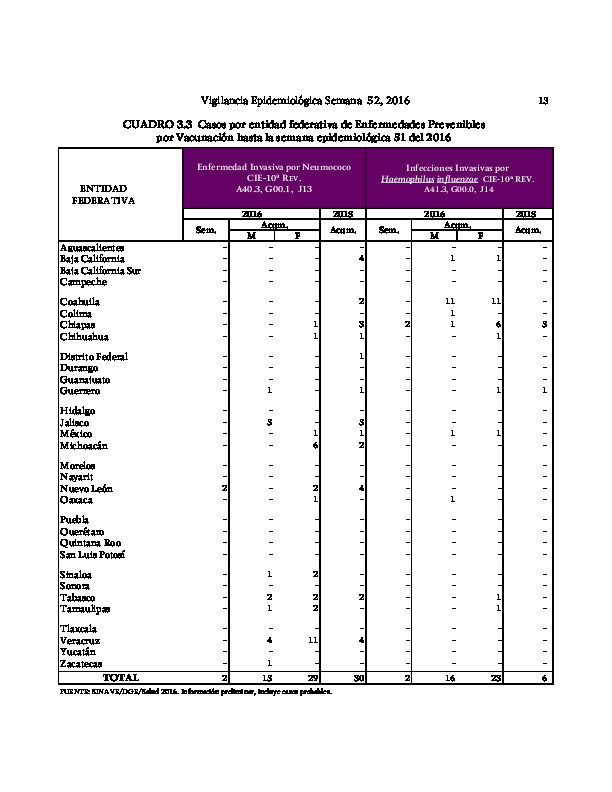 Vigilancia Epidemiológica Semana 52, 2016 13
CUADRO 3.3 Casos por entidad federativa de Enfermedades Prevenibles
por Vacunación hasta la semana epidemiológica 51 del 2016
ENTIDAD FEDERATIVA
Enfermedad Invasiva por Neumococo
CIE-10ª REV.
A40.3, G00.1, J13
Infecciones Invasivas por
Haemophilus influenzae CIE-10ª REV.
A41.3, G00.0, J14
2016 2015 2016 2015
Sem. Acum. Acum. Sem. Acum. Acum.
M F M F
Aguascalientes - - - - - - - -
Baja California - - - 4 - 1 1 -
Baja California Sur - - - - - - - -
Campeche - - - - - - - -
Coahuila - - - 2 - 11 11 -
Colima - - - - - 1 - -
Chiapas - - 1 2 1 6 5
Chihuahua - - 1 1 - - 1 -
Distrito Federal - - - 1 - - - -
Durango - - - - - - - -
Guanajuato - - - - - - - -
Guerrero - 1 - 1 - - 1 1
Hidalgo - - - - - - - -
Jalisco - 3 - - - - -
México - - 1 1 - 1 1 -
Michoacán - - 6 2 - - - -
Morelos - - - - - - - -
Nayarit - - - - - - - -
Nuevo León 2 - 2 4 - - - -
Oaxaca - - 1 - - 1 - -
Puebla - - - - - - - -
Querétaro - - - - - - - -
Quintana Roo - - - - - - - -
San Luis Potosí - - - - - - - -
Sinaloa - 1 2 - - - - -
Sonora - - - - - - - -
Tabasco - 2 2 2 - - 1 -
Tamaulipas - 1 2 - - - 1 -
Tlaxcala - - - - - - - -
Veracruz - 4 11 4 - - - -
Yucatán - - - - - - - -
Zacatecas - 1 - - - - - -
TOTAL 2 13 29 30 2 16 23 6
FUENTE: SINAVE/DGE/Salud 2016. Información preliminar, incluye casos probables.